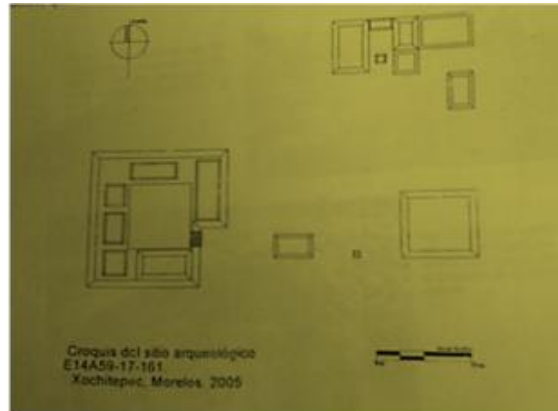 Croquis del sitio arqueológico
E14A59-17-161
Xochitepec, Morelos. 2005